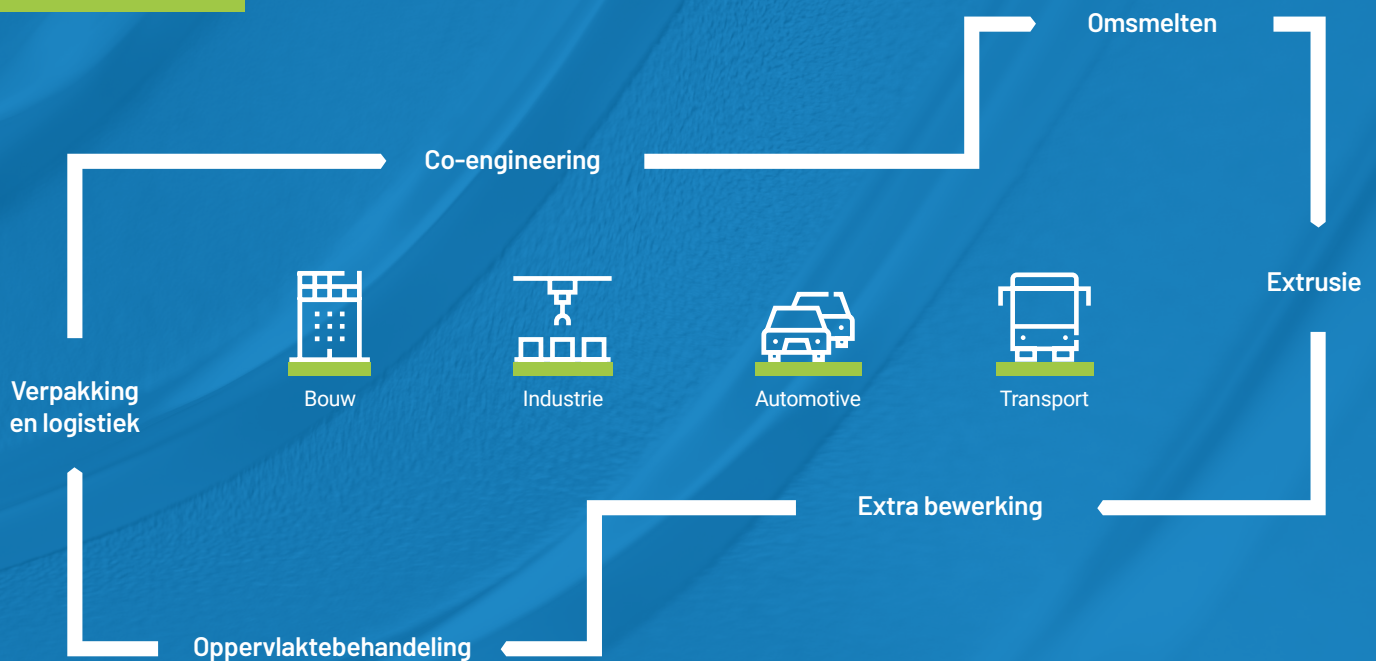 Omsmelten
Co-engineering
Extrusie
Verpakking
en logistiek
Bouw
Industrie
Automotive
Transport
Extra bewerking
Oppervlaktebehandeling